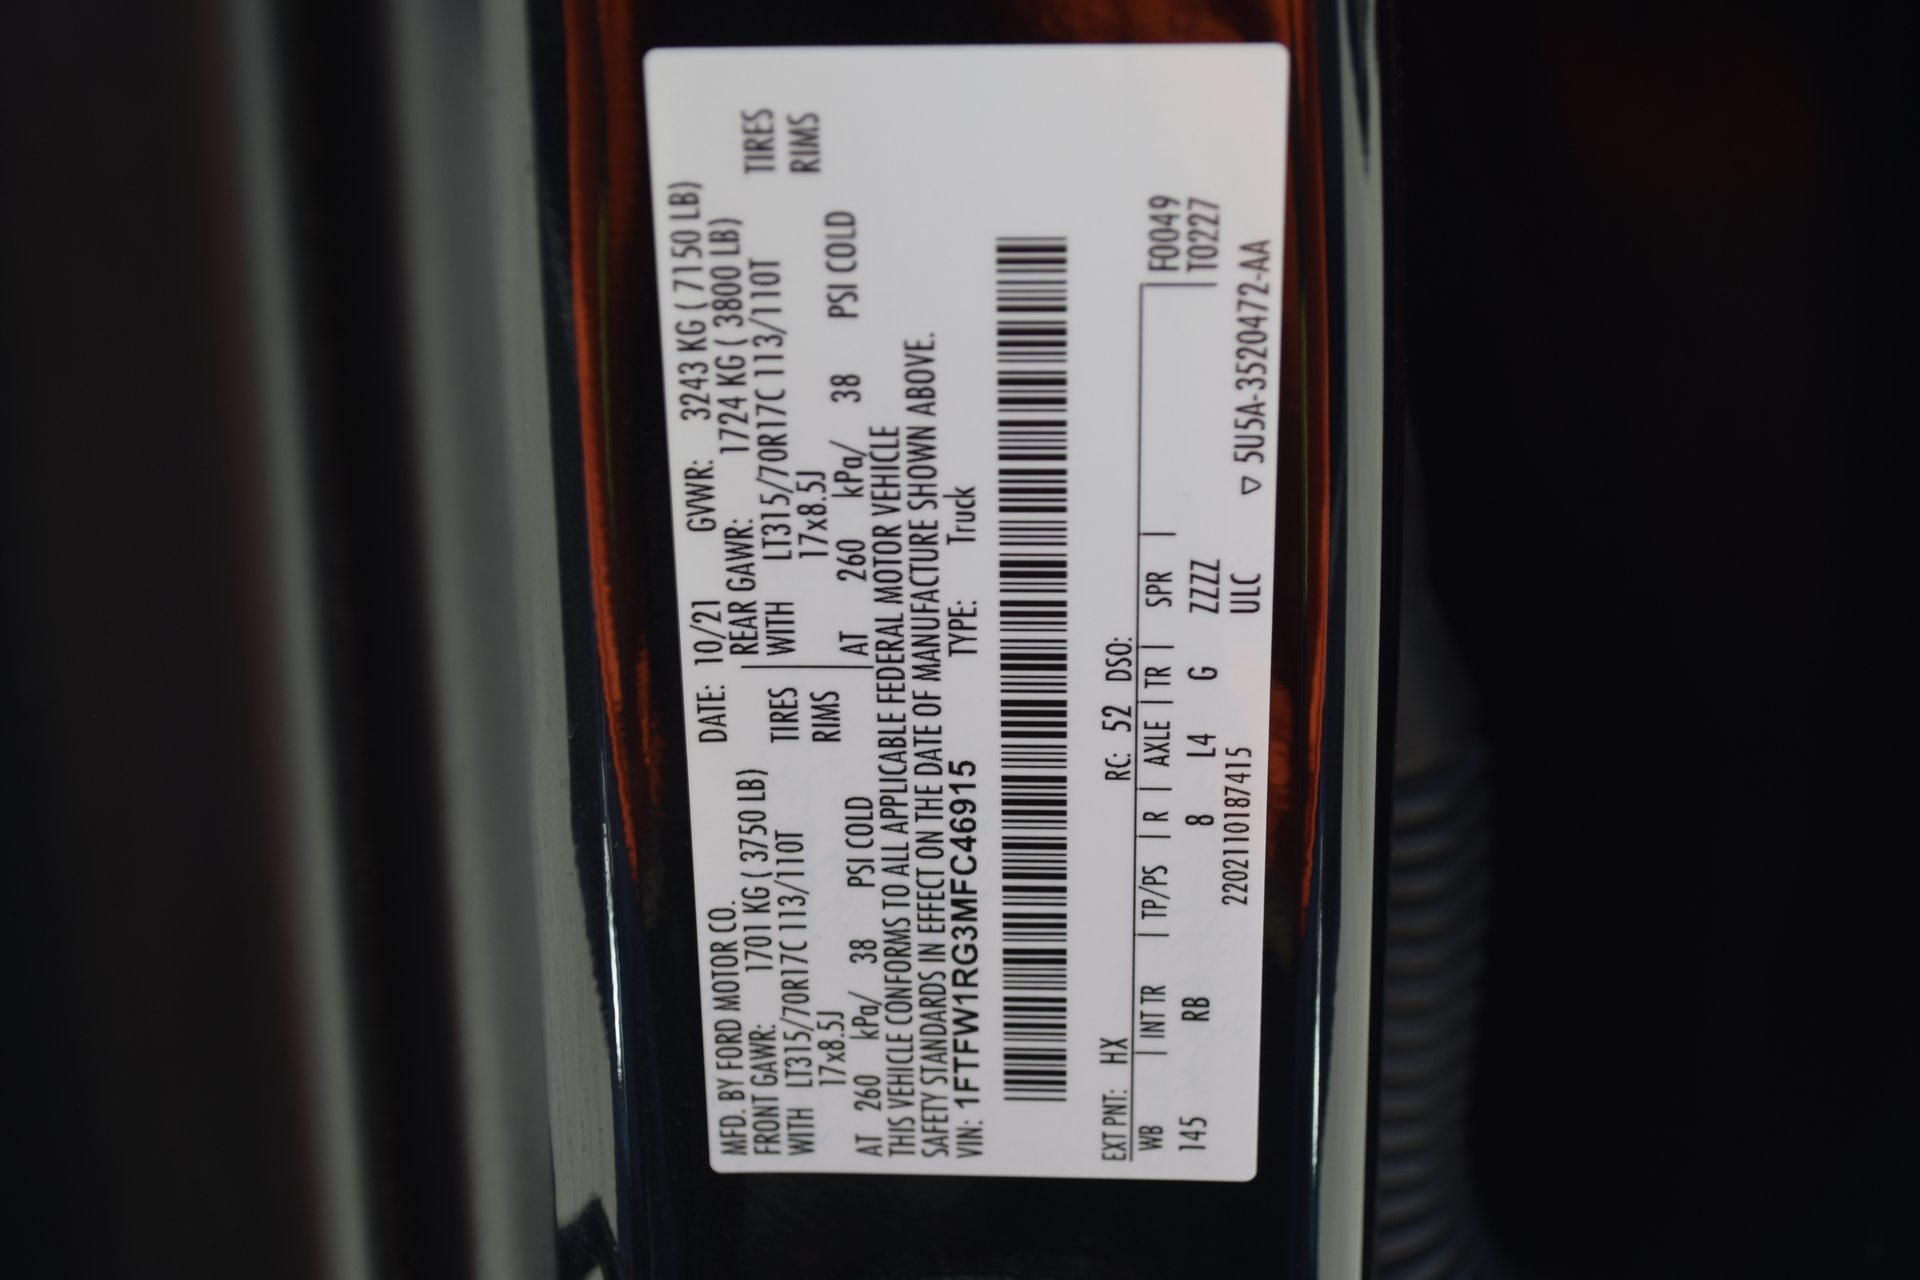 MFD. BY FORD MOTOR CO. DATE: 10/21 GVWR: 3243 KG ( 7150 LB)
FRONT GAWR: 1701 KG ( 3750 LB) REAR GAWR: 1724 KG ( 3800 LB)
WITH LT315/70R17C 113/110T TIRES WITH LT315/70R17C 113/110T TIRES
17x8.5J RIMS 17x8.5J RIMS
AT 260 kPa/ 38 PSI COLD AT 260 kPa/ 38 PSI COLD
THIS VEHICLE CONFORMS TO ALL APPLICABLE FEDERAL MOTOR VEHICLE
SAFETY STANDARDS IN EFFECT ON THE DATE OF MANUFACTURE SHOWN ABOVE.
VIN: 1FTFW1RG3MFC46915 TYPE: Truck
EXT PNT: HX RC: 52 DSO:
WB | INT TR | TP/PS | R | AXLE | TR | SPR | F0049
145 RB 8 L4 G ZZZZ T0227
2202110187415 ULC ▽ 5U5A-3520472-AA